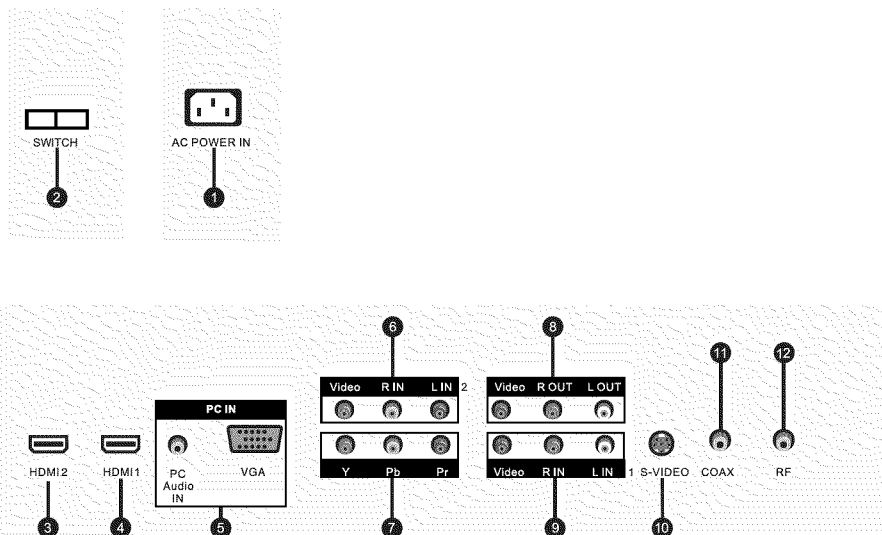 SWITCH
AC POWER IN
2
1
6
8
11
12
Video R IN L IN 2
Video R OUT L OUT
PC IN
HDMI2
HDMI1
PC
Audio
IN
VGA
Y Pb Pr
Video R IN L IN 1
S-VIDEO
COAX
RF
3
4
5
7
9
10